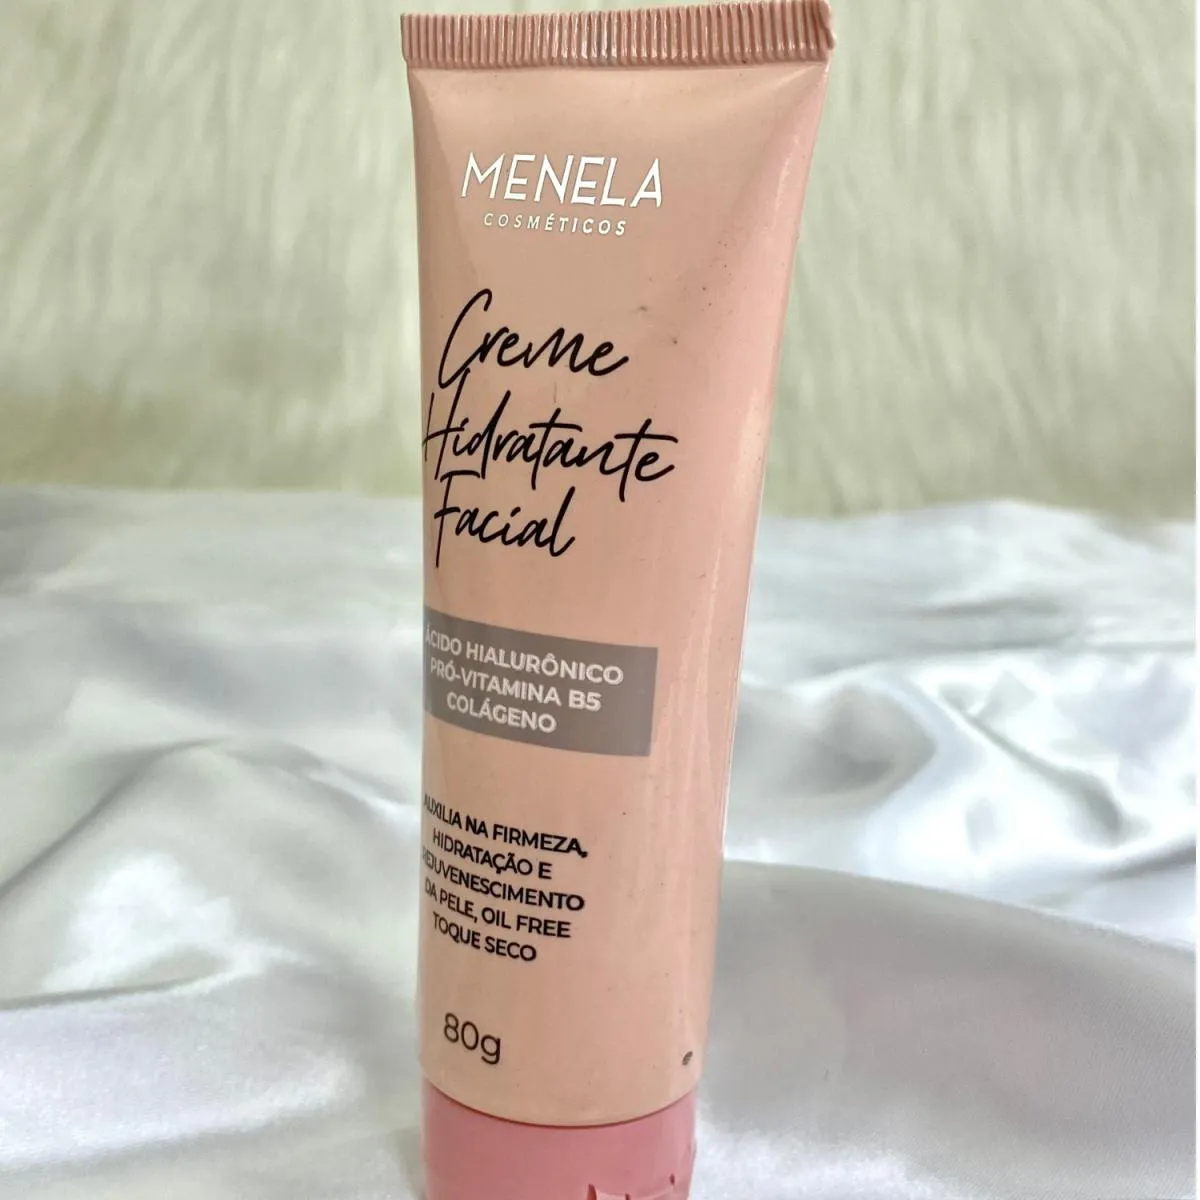 MENELA
COSMÉTICOS
Creme
Hidratante
Facial
ÁCIDO HIALURÔNICO
PRÓ-VITAMINA B5
COLÁGENO
AUXILIA NA FIRMEZA,
HIDRATAÇÃO E
REJUVENESCIMENTO
DA PELE, OIL FREE
TOQUE SECO
80g